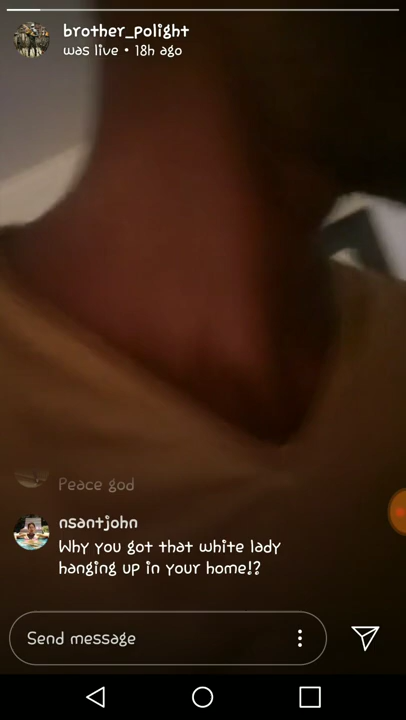 brother_polight
was live • 18h ago
Peace god
nsantjohn
Why you got that white lady
hanging up in your home!?
Send message